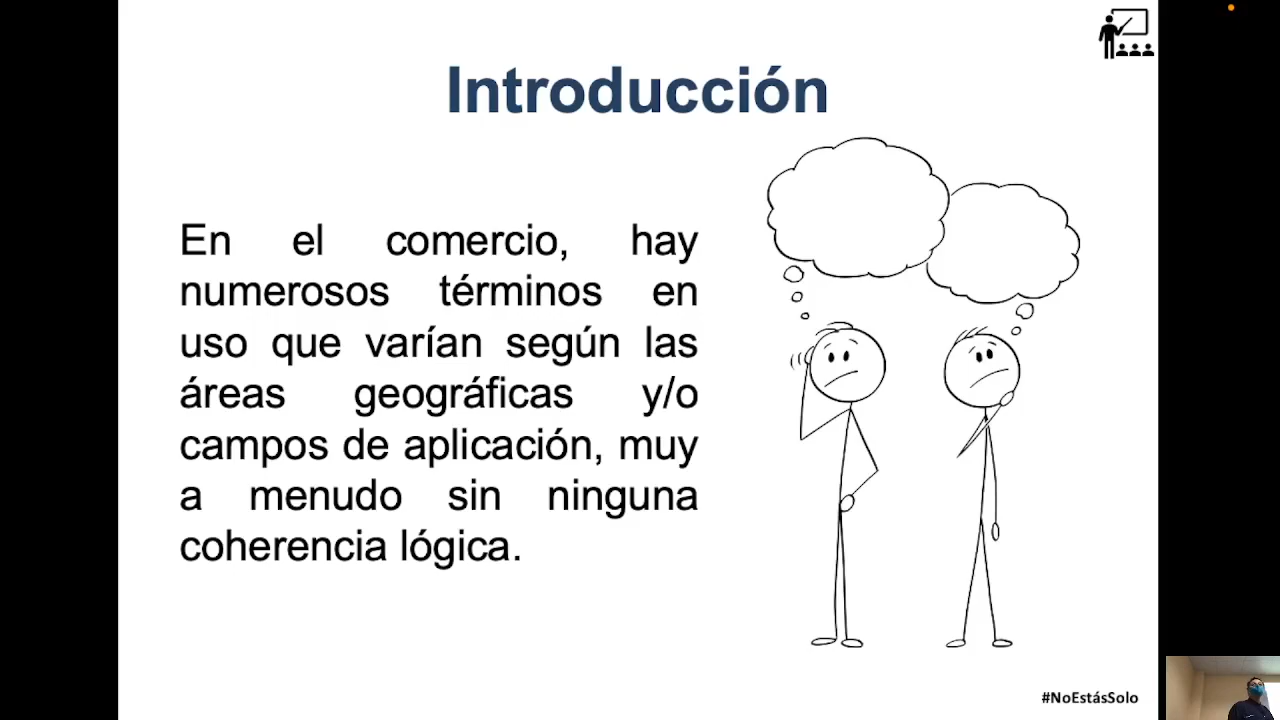 Introducción
En el comercio, hay
numerosos términos en
uso que varían según las
áreas geográficas y/o
campos de aplicación, muy
a menudo sin ninguna
coherencia lógica.
#NoEstásSolo